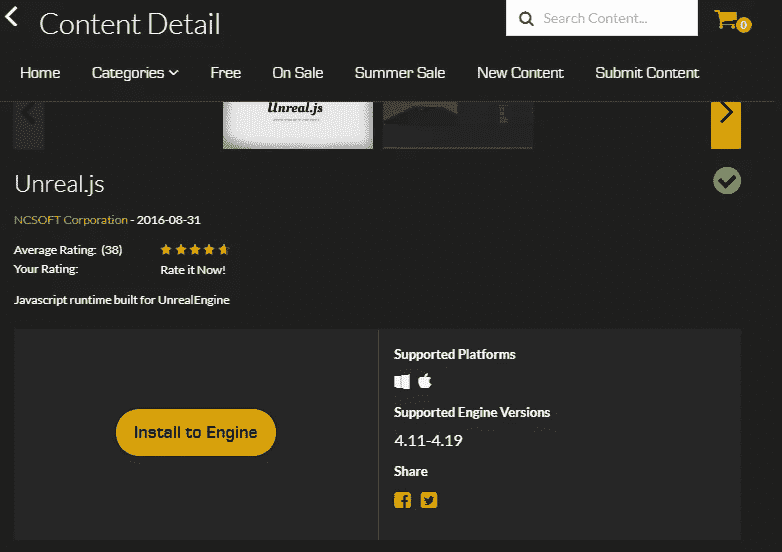 Content Detail
Search Content...
0
Home Categories Free On Sale Summer Sale New Content Submit Content
Unreal.js
Unreal.js
NCSOFT Corporation - 2016-08-31
Average Rating: (38)
Your Rating: Rate it Now!
Javascript runtime built for UnrealEngine
Supported Platforms
Supported Engine Versions
Install to Engine
4.11-4.19
Share